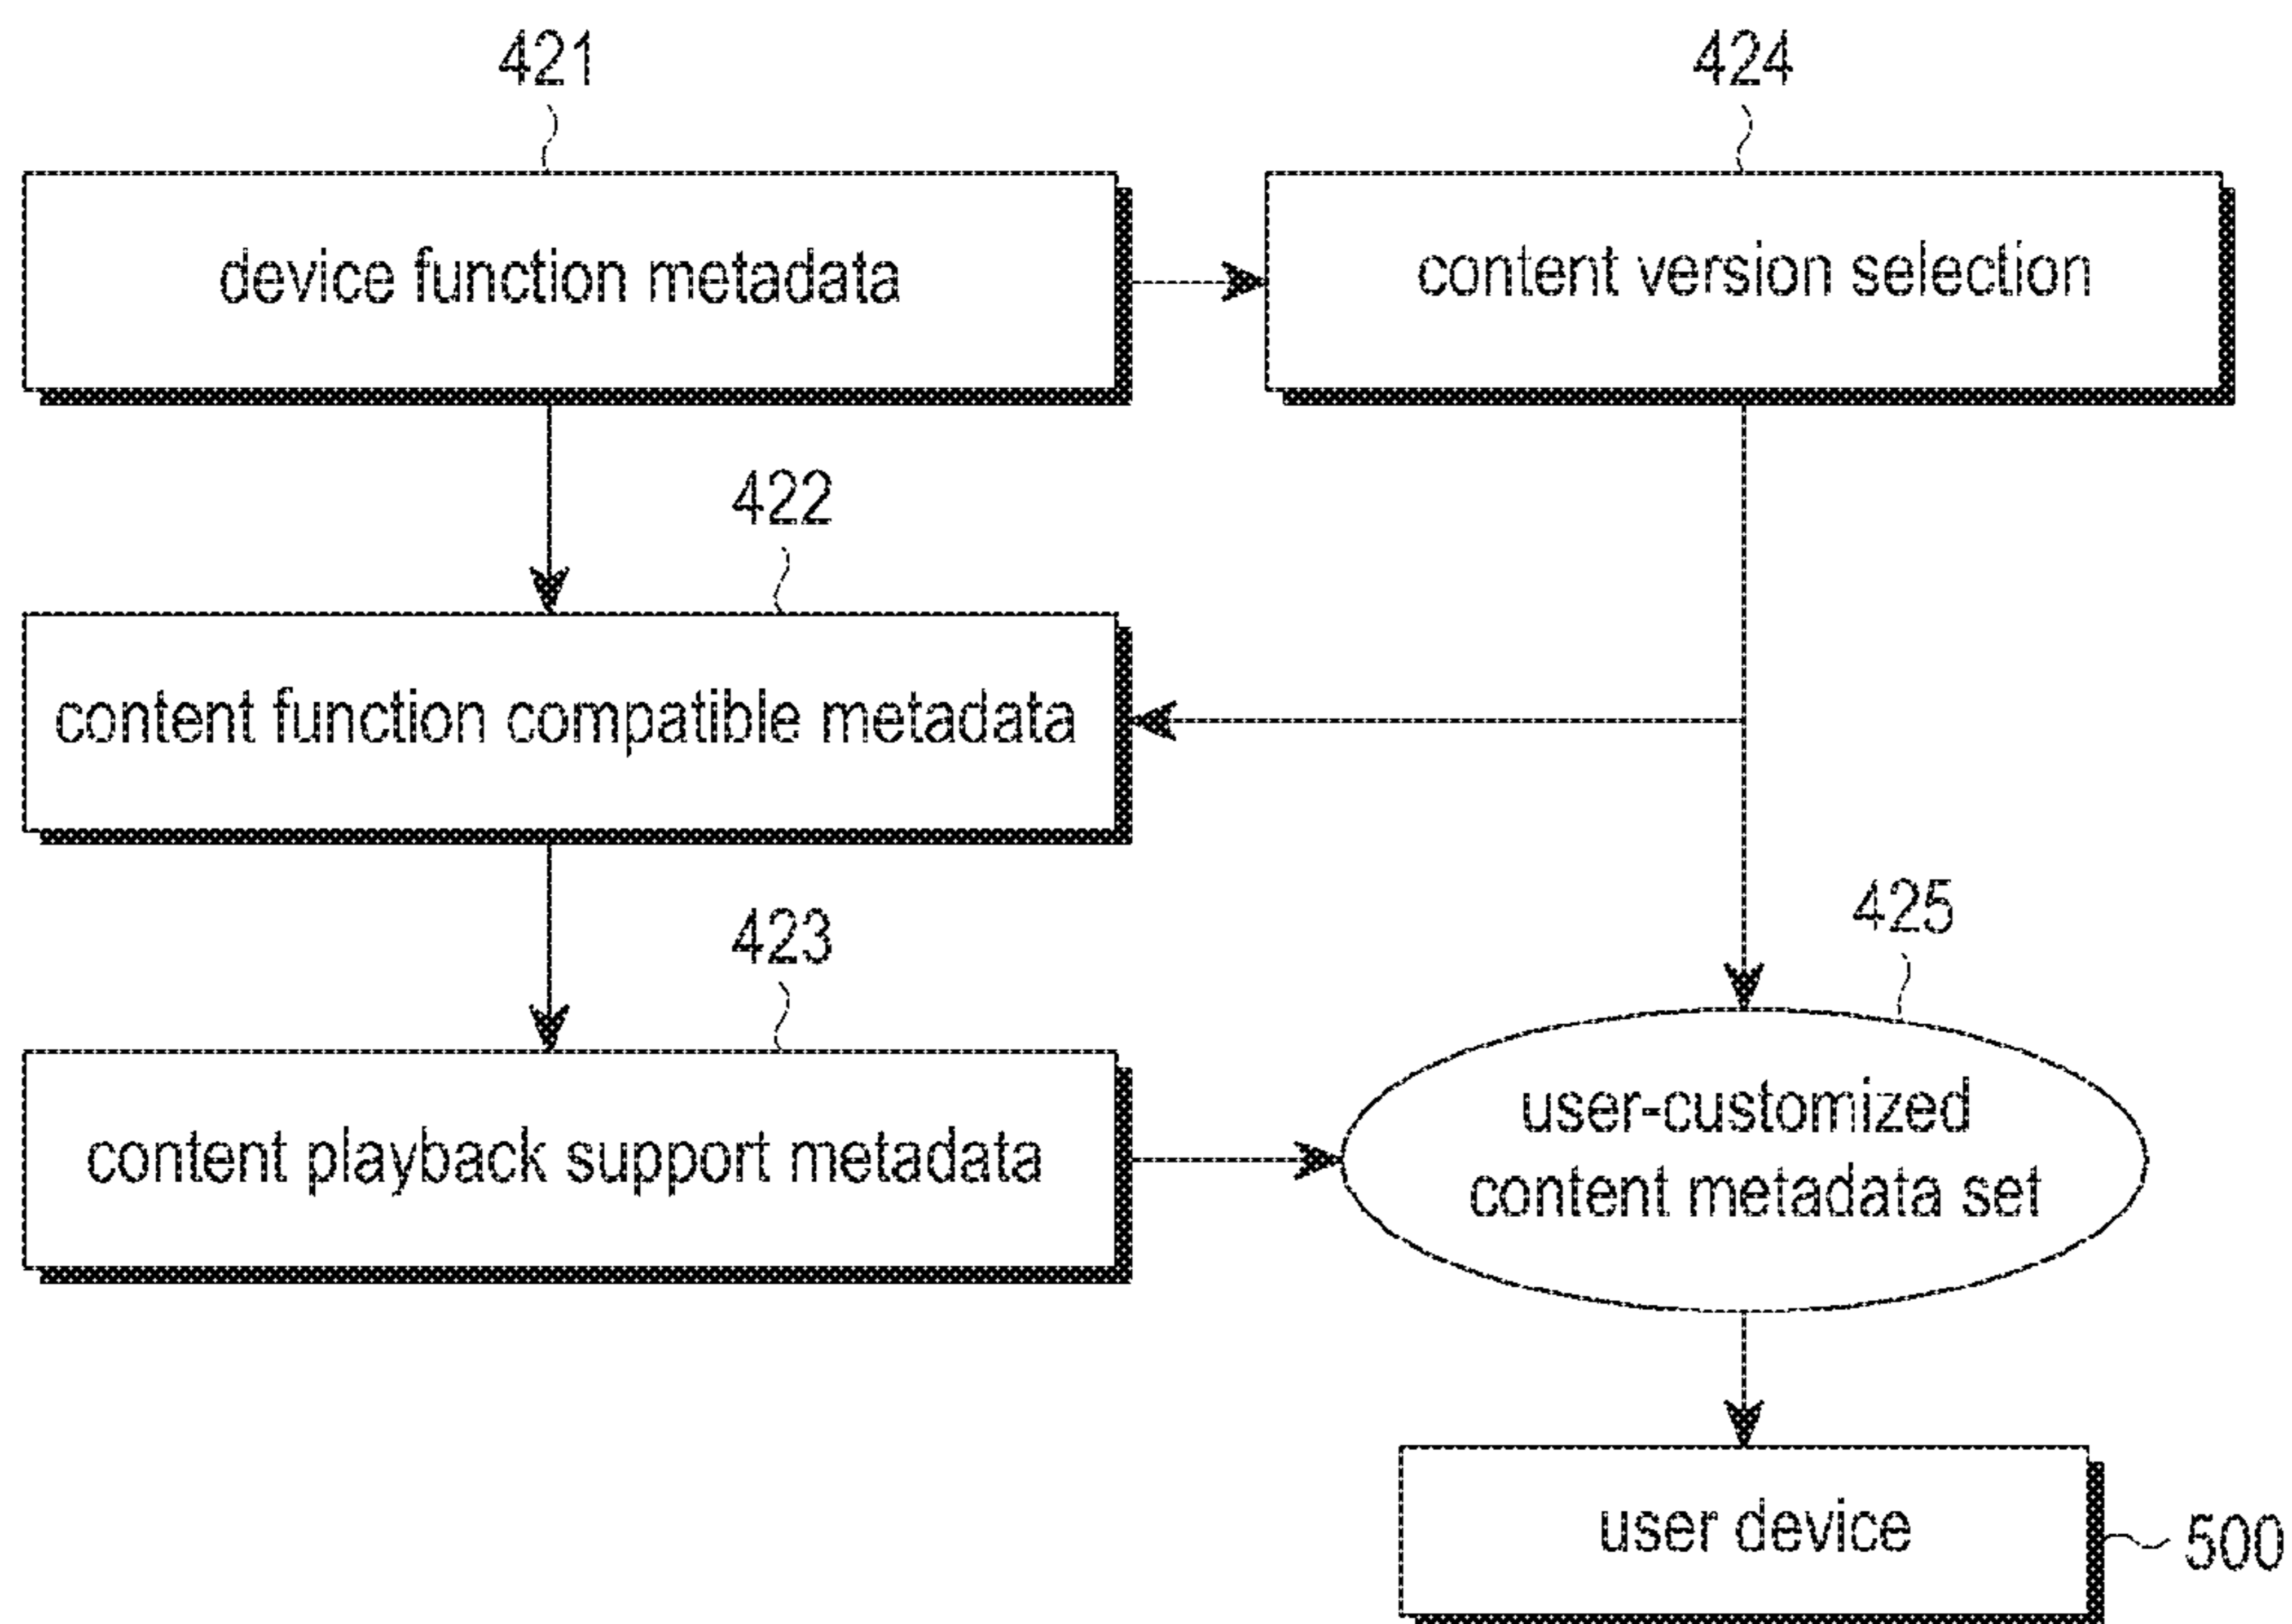 421
424
device function metadata
content version selection
422
content function compatible metadata
423
425
content playback support metadata
user-customized
content metadata set
user device
500